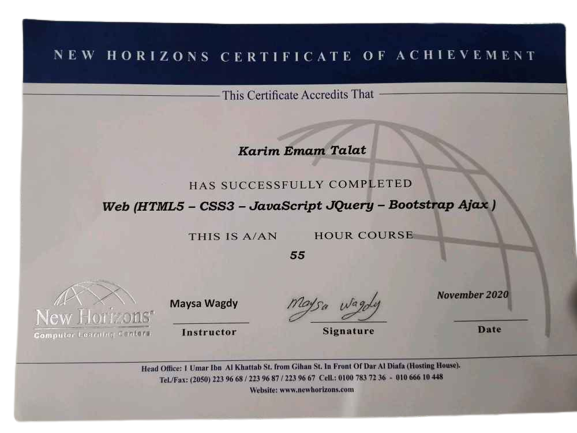 NEW HORIZONS CERTIFICATE OF ACHIEVEMENT
This Certificate Accredits That
Karim Emam Talat
HAS SUCCESSFULLY COMPLETED
Web (HTML5 – CSS3 – JavaScript JQuery – Bootstrap Ajax )
THIS IS A/AN HOUR COURSE
55
New Horizons®
Computer Learning Centers
Maysa Wagdy
Instructor
Maysa Wagdy
Signature
November 2020
Date
Head Office: 1 Umar Ibn Al Khattab St. from Gihan St. In Front Of Dar Al Diafa (Hosting House).
Tel./Fax: (2050) 223 96 68 / 223 96 87 / 223 96 67 Cell.: 0100 783 72 36 - 010 666 10 448
Website: www.newhorizons.com